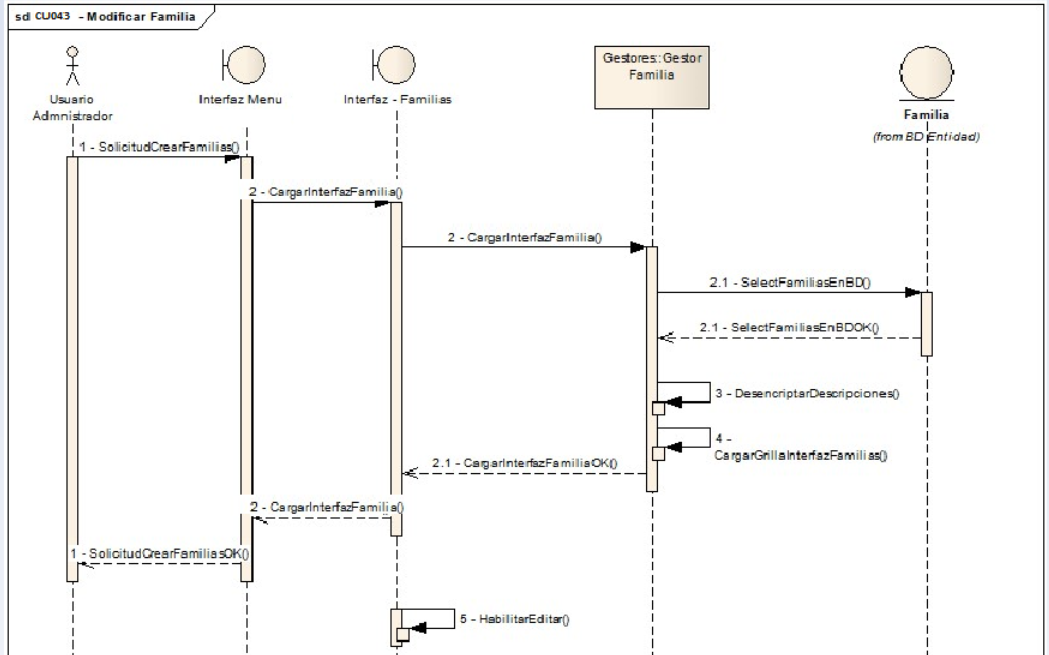 sd CU043 - Modificar Familia
Usuario
Admnistrador
Interfaz Menu
Interfaz - Familias
Gestores::Gestor
Familia
Familia
(from BD Entidad)
1 - SolicitudCrearFamilias()
2 - CargarInterfazFamilia()
2 - CargarInterfazFamilia()
2.1 - SelectFamiliasEnBD()
2.1 - SelectFamiliasEnBDOK()
3 - DesencriptarDescripciones()
4 -
CargarGrillaInterfazFamilias()
2.1 - CargarInterfazFamiliaOK()
2 - CargarInterfazFamilia()
1 - SolicitudCrearFamiliasOK()
5 - HabillitarEditar()